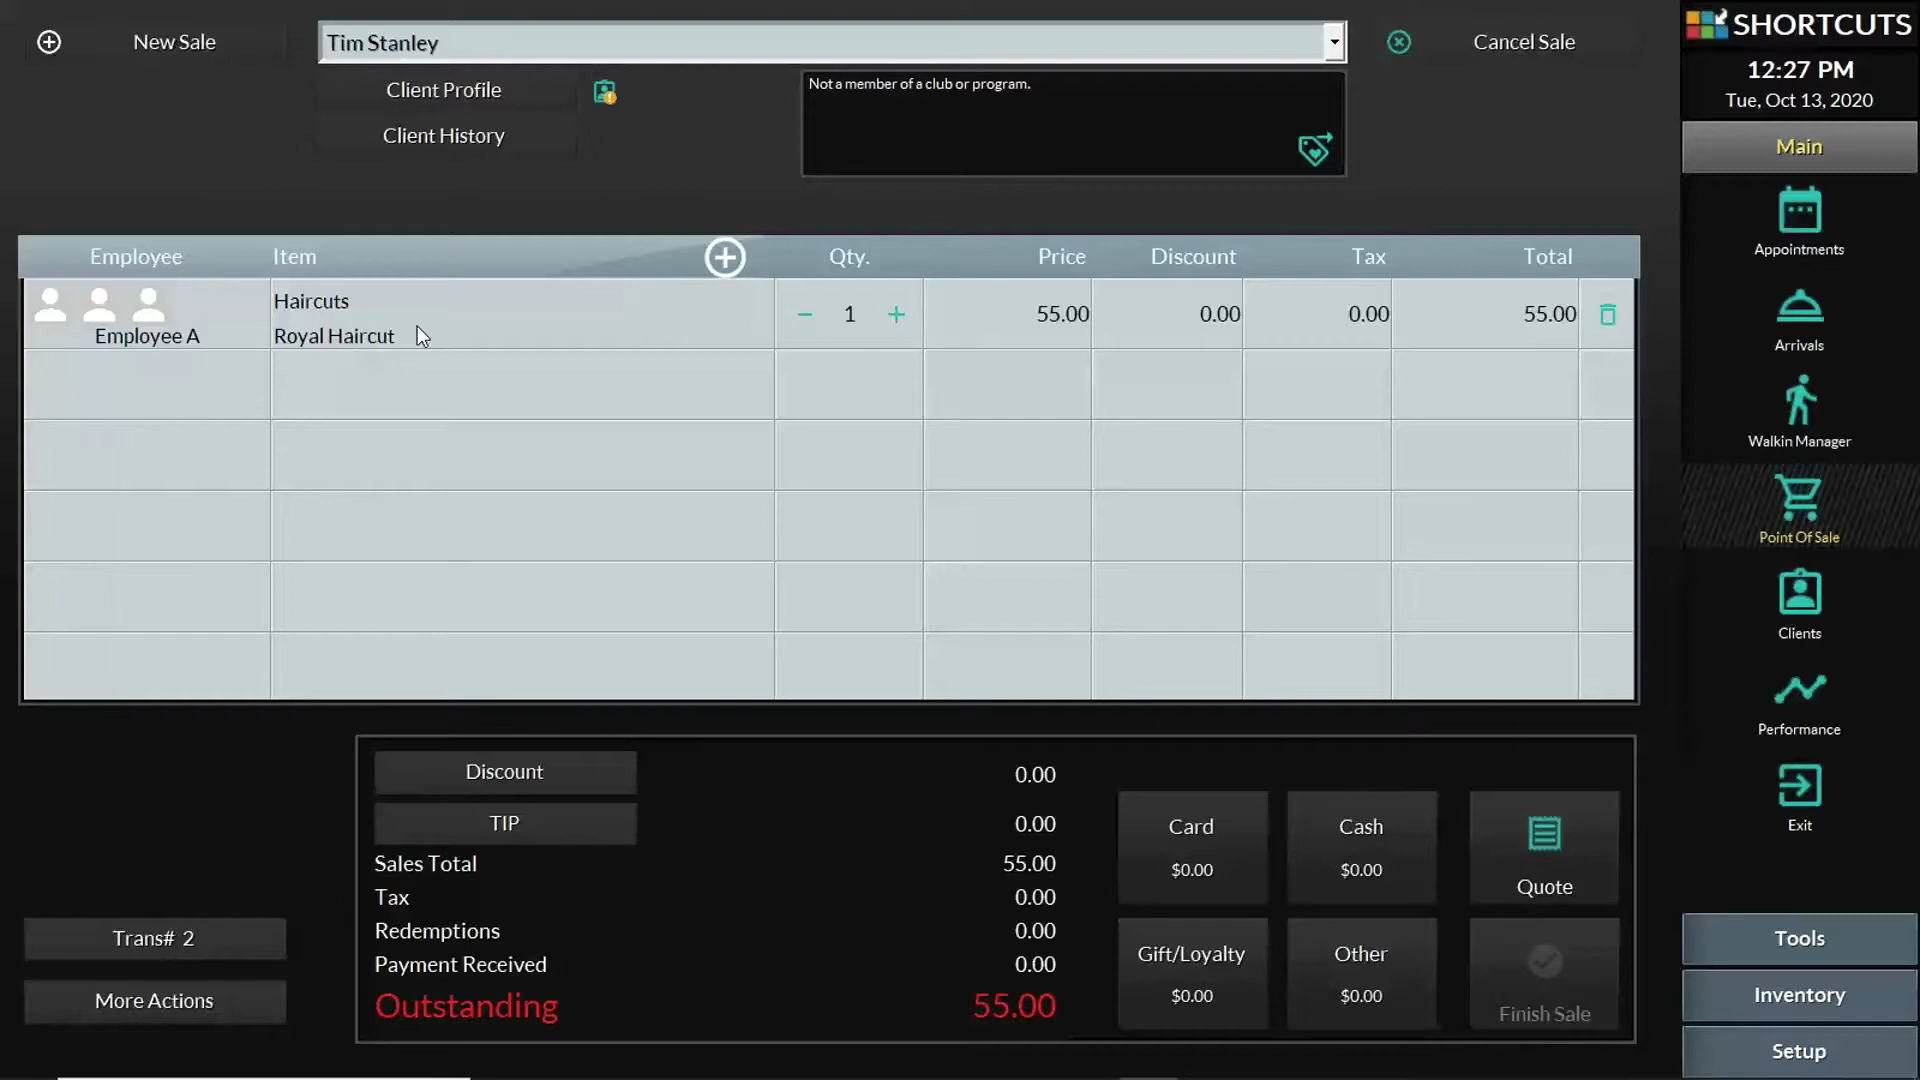 New Sale
Tim Stanley
Cancel Sale
Client Profile
Client History
Not a member of a club or program.
SHORTCUTS
12:27 PM
Tue, Oct 13, 2020
Main
Appointments
Arrivals
Walkin Manager
Point Of Sale
Clients
Performance
Exit
Tools
Inventory
Setup
Employee Item Qty. Price Discount Tax Total
Haircuts
Employee A Royal Haircut − 1 + 55.00 0.00 0.00 55.00
Discount 0.00
TIP 0.00
Sales Total 55.00
Tax 0.00
Redemptions 0.00
Payment Received 0.00
Outstanding 55.00
Card
$0.00
Cash
$0.00
Quote
Gift/Loyalty
$0.00
Other
$0.00
Finish Sale
Trans# 2
More Actions